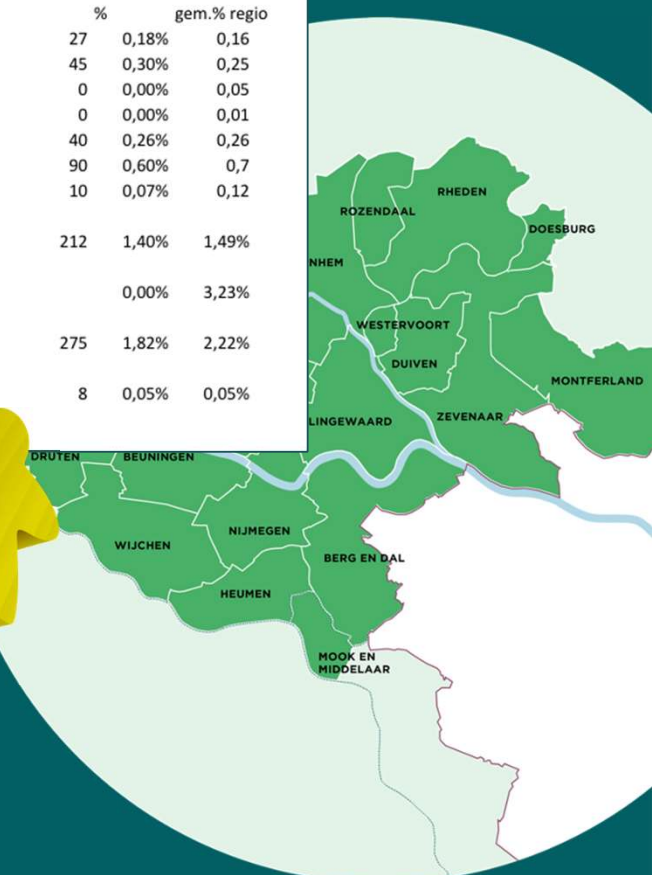 % gem.% regio
27 0,18% 0,16
45 0,30% 0,25
0 0,00% 0,05
0 0,00% 0,01
40 0,26% 0,26
90 0,60% 0,7
10 0,07% 0,12
212 1,40% 1,49%
0,00% 3,23%
275 1,82% 2,22%
8 0,05% 0,05%
RHEDEN
ROZENDAAL
DOESBURG
NHEM
WESTERVOORT
DUIVEN
MONTFERLAND
LINGEWAARD
ZEVENAAR
DRUTEN
BEUNINGEN
NIJMEGEN
WIJCHEN
BERG EN DAL
HEUMEN
MOOK EN
MIDDELAAR